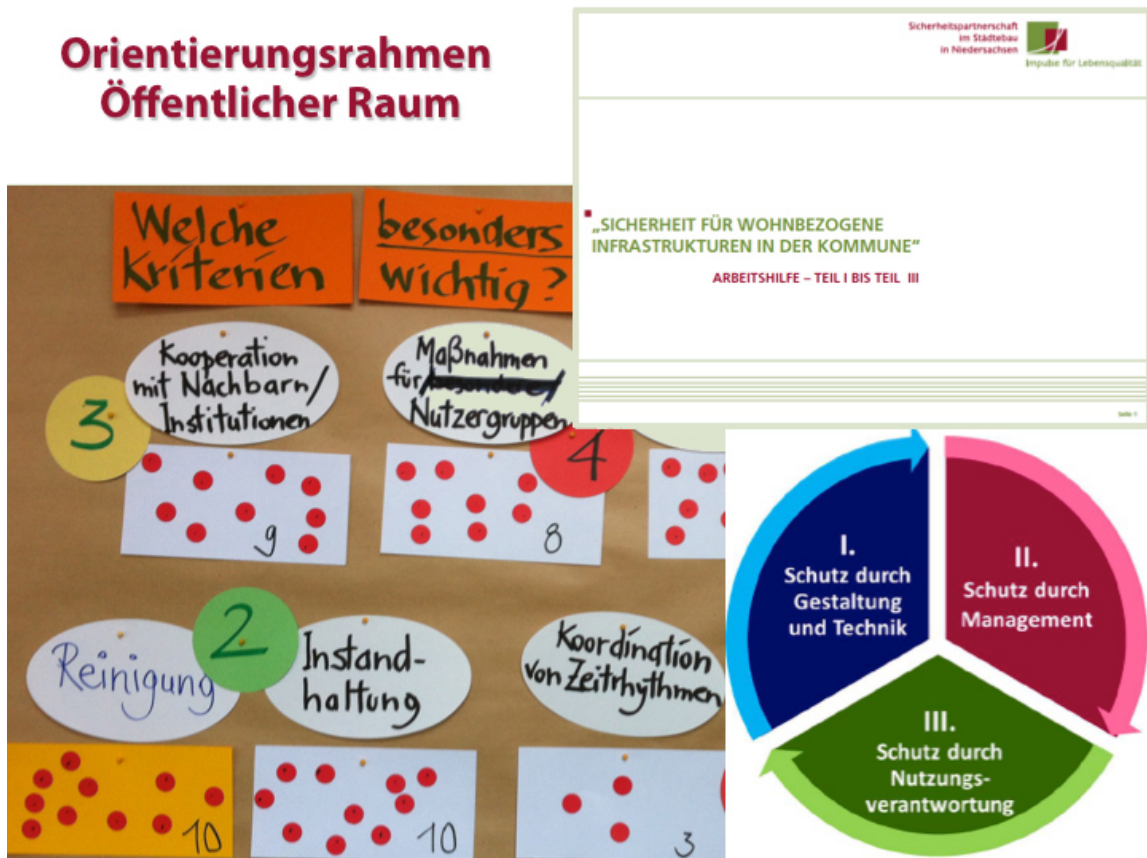 Orientierungsrahmen
Öffentlicher Raum
Sicherheitspartnerschaft
im Städtebau
in Niedersachsen
Impulse für Lebensqualität
„SICHERHEIT FÜR WOHNBEZOGENE
INFRASTRUKTUREN IN DER KOMMUNE“
ARBEITSHILFE – TEIL I BIS TEIL III
Seite 1
Welche
Kriterien
besonders
wichtig?
Kooperation
mit Nachbarn/
Institutionen
3
9
Maßnahmen
für
Nutzergruppen
4
8
Reinigung
2
10
Instand-
haltung
10
Koordination
von Zeitrhythmen
3
I.
Schutz durch
Gestaltung
und Technik
II.
Schutz durch
Management
III.
Schutz durch
Nutzungs-
verantwortung